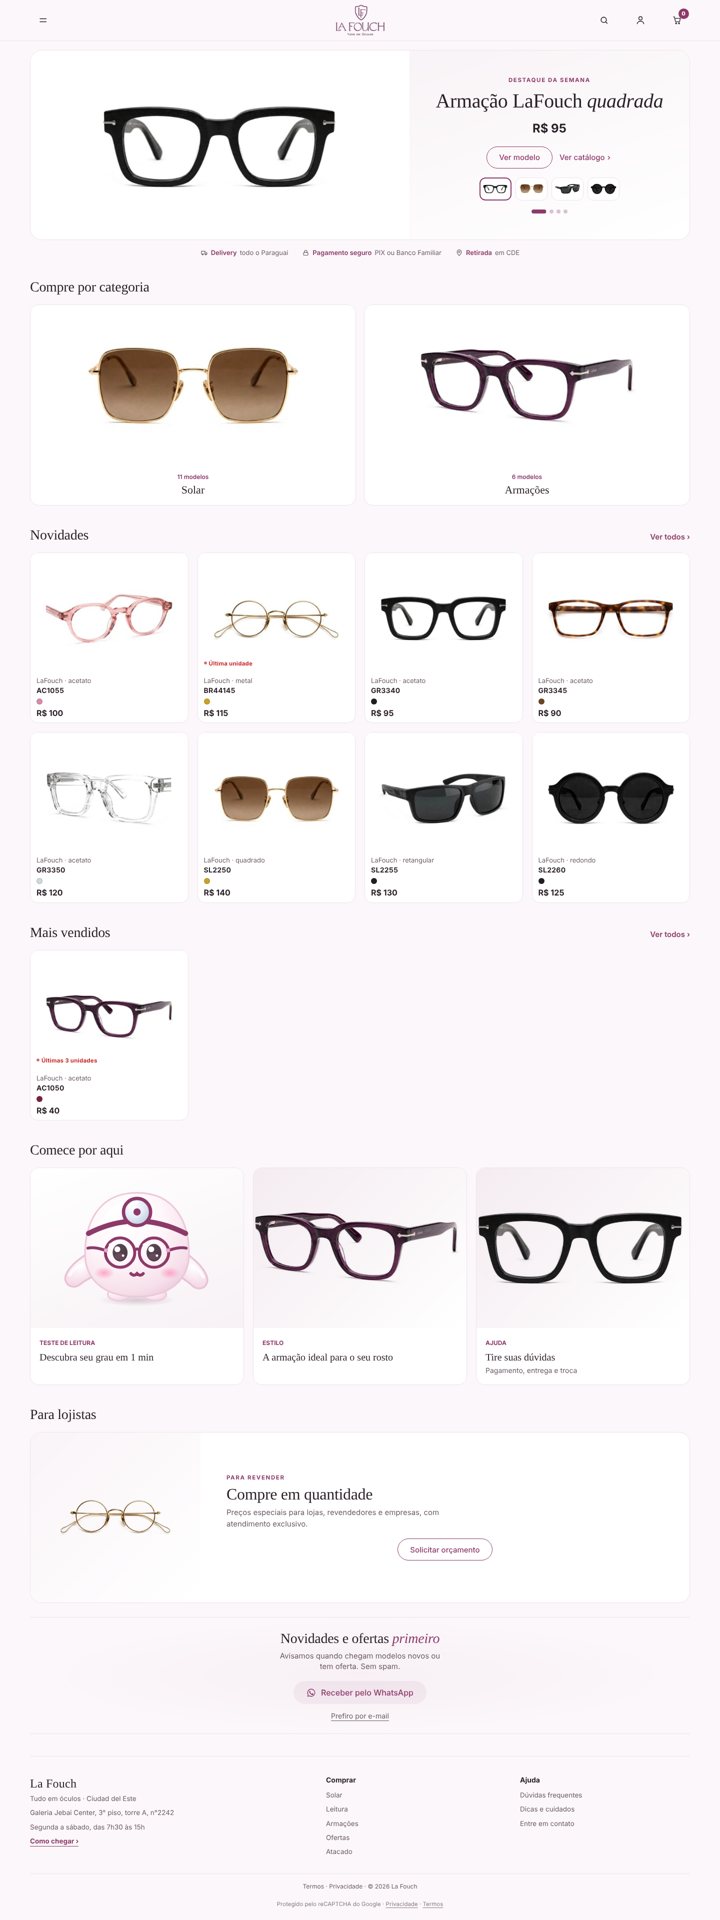 LA FOUCH
Tudo em Óculos
0
DESTAQUE DA SEMANA
Armação LaFouch quadrada
R$ 95
Ver modelo
Ver catálogo ›
Delivery todo o Paraguai
Pagamento seguro PIX ou Banco Familiar
Retirada em CDE
Compre por categoria
11 modelos
Solar
6 modelos
Armações
Novidades
Ver todos ›
LaFouch · acetato
AC1055
R$ 100
Última unidade
LaFouch · metal
BR44145
R$ 115
LaFouch · acetato
GR3340
R$ 95
LaFouch · acetato
GR3345
R$ 90
LaFouch · acetato
GR3350
R$ 120
LaFouch · quadrado
SL2250
R$ 140
LaFouch · retangular
SL2255
R$ 130
LaFouch · redondo
SL2260
R$ 125
Mais vendidos
Ver todos ›
Últimas 3 unidades
LaFouch · acetato
AC1050
R$ 40
Comece por aqui
TESTE DE LEITURA
Descubra seu grau em 1 min
ESTILO
A armação ideal para o seu rosto
AJUDA
Tire suas dúvidas
Pagamento, entrega e troca
Para lojistas
PARA REVENDER
Compre em quantidade
Preços especiais para lojas, revendedores e empresas, com
atendimento exclusivo.
Solicitar orçamento
Novidades e ofertas primeiro
Avisamos quando chegam modelos novos ou
tem oferta. Sem spam.
Receber pelo WhatsApp
Prefiro por e-mail
La Fouch
Tudo em óculos · Ciudad del Este
Galeria Jebai Center, 3° piso, torre A, n°2242
Segunda a sábado, das 7h30 às 15h
Como chegar ›
Comprar
Solar
Leitura
Armações
Ofertas
Atacado
Ajuda
Dúvidas frequentes
Dicas e cuidados
Entre em contato
Termos · Privacidade · © 2026 La Fouch
Protegido pelo reCAPTCHA do Google · Privacidade · Termos